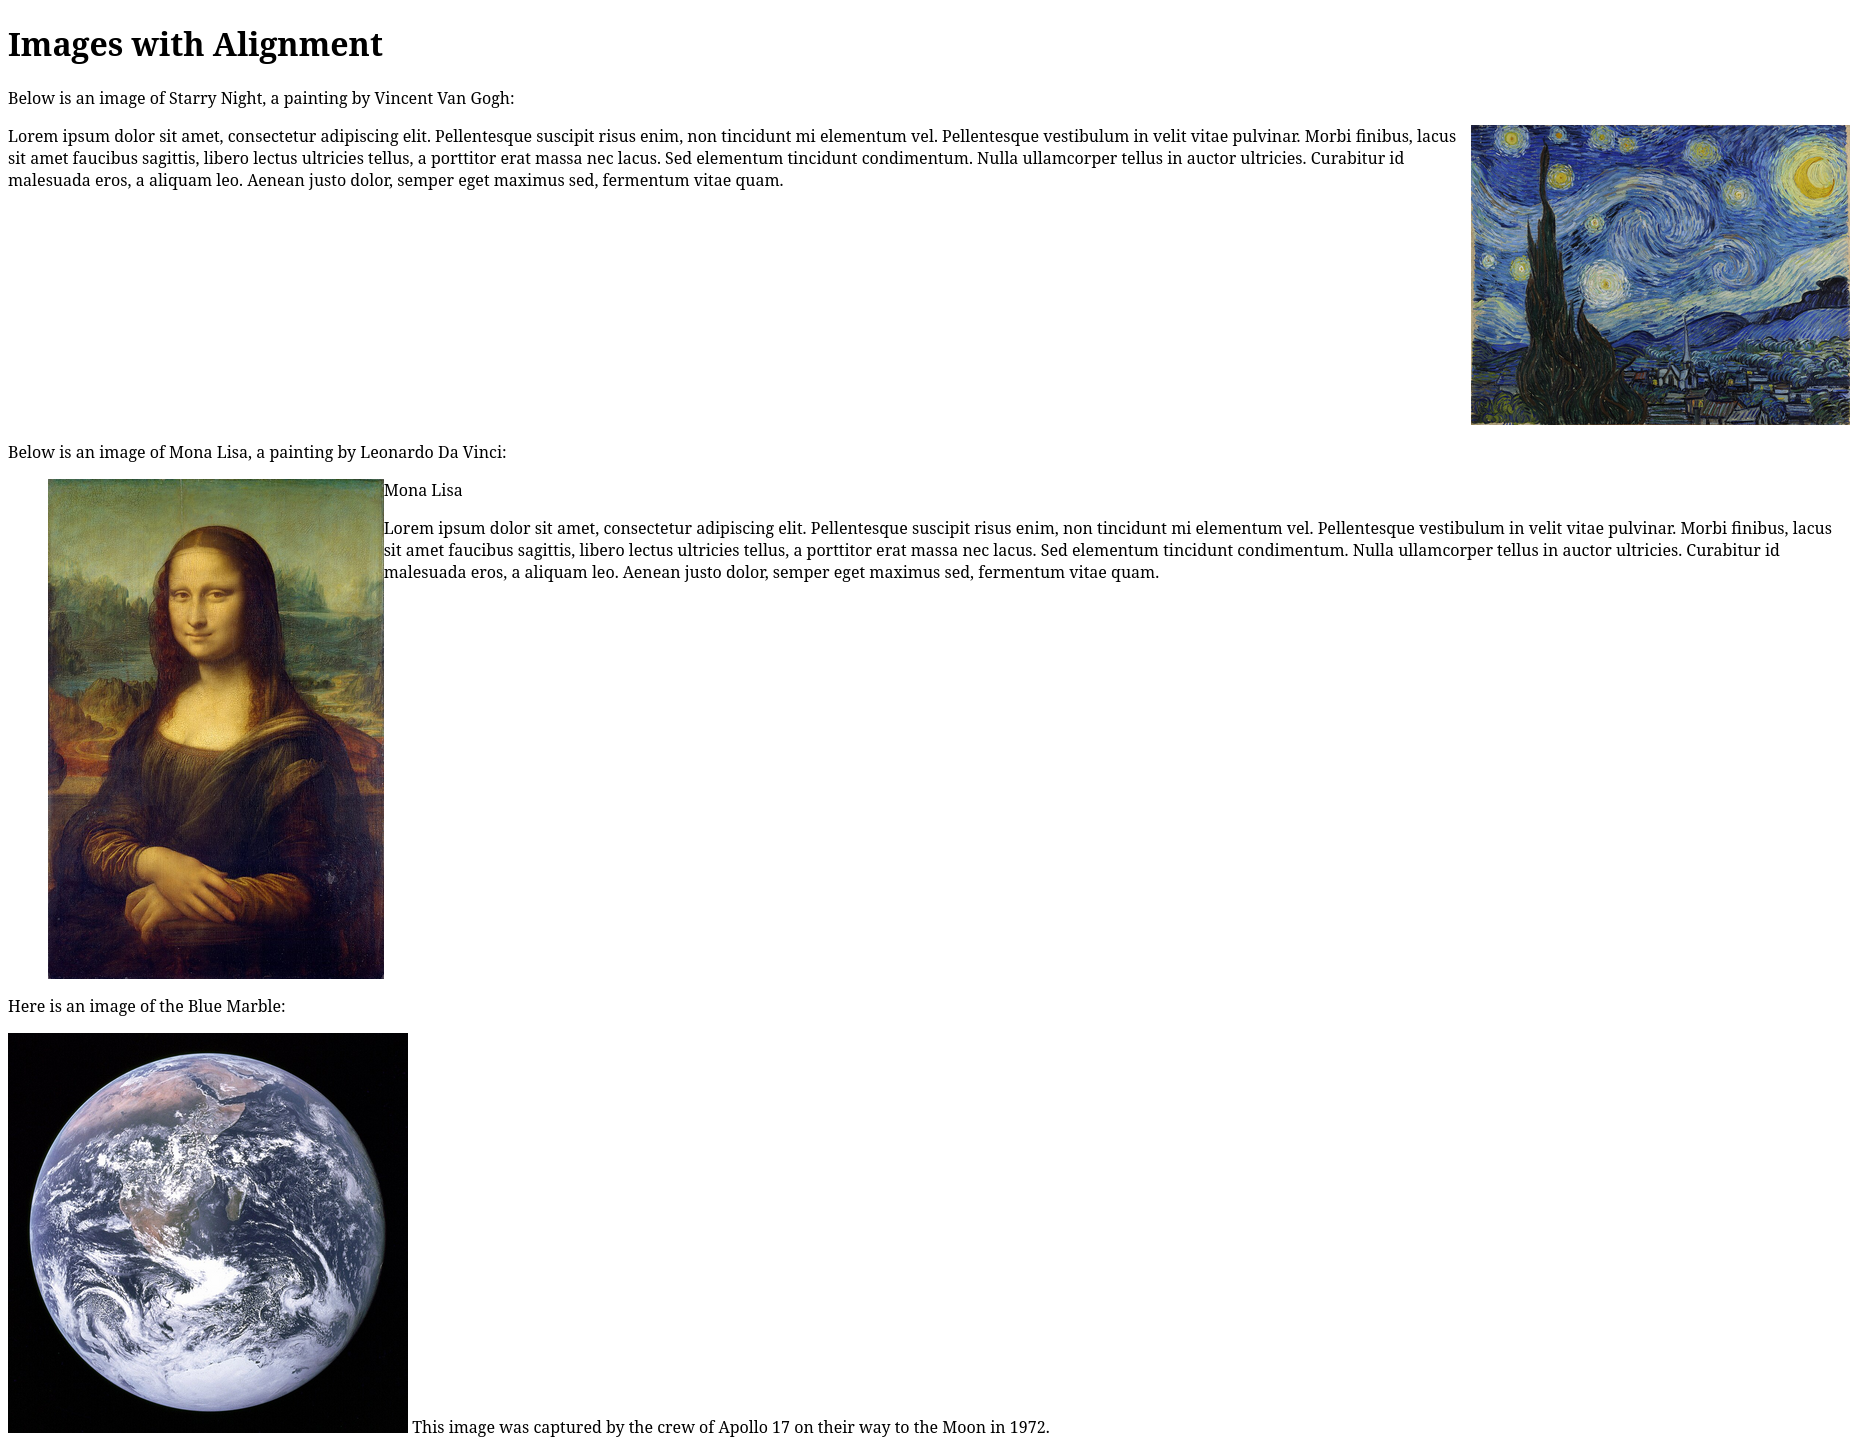 Images with Alignment
Below is an image of Starry Night, a painting by Vincent Van Gogh:
Lorem ipsum dolor sit amet, consectetur adipiscing elit. Pellentesque suscipit risus enim, non tincidunt mi elementum vel. Pellentesque vestibulum in velit vitae pulvinar. Morbi finibus, lacus
sit amet faucibus sagittis, libero lectus ultricies tellus, a porttitor erat massa nec lacus. Sed elementum tincidunt condimentum. Nulla ullamcorper tellus in auctor ultricies. Curabitur id
malesuada eros, a aliquam leo. Aenean justo dolor, semper eget maximus sed, fermentum vitae quam.
Below is an image of Mona Lisa, a painting by Leonardo Da Vinci:
Mona Lisa
Lorem ipsum dolor sit amet, consectetur adipiscing elit. Pellentesque suscipit risus enim, non tincidunt mi elementum vel. Pellentesque vestibulum in velit vitae pulvinar. Morbi finibus, lacus
sit amet faucibus sagittis, libero lectus ultricies tellus, a porttitor erat massa nec lacus. Sed elementum tincidunt condimentum. Nulla ullamcorper tellus in auctor ultricies. Curabitur id
malesuada eros, a aliquam leo. Aenean justo dolor, semper eget maximus sed, fermentum vitae quam.
Here is an image of the Blue Marble:
This image was captured by the crew of Apollo 17 on their way to the Moon in 1972.